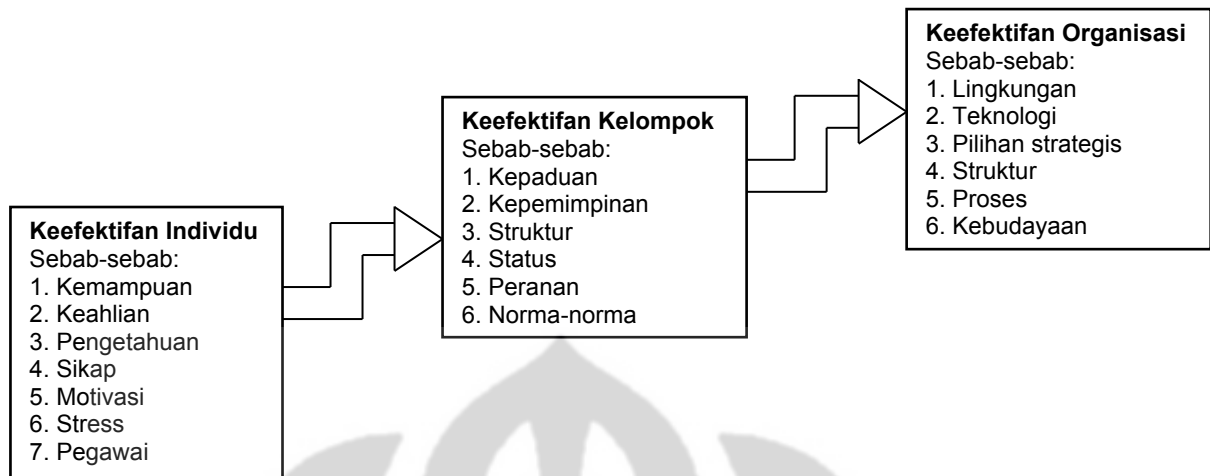 Keefektifan Individu
Sebab-sebab:
1. Kemampuan
2. Keahlian
3. Pengetahuan
4. Sikap
5. Motivasi
6. Stress
7. Pegawai
Keefektifan Kelompok
Sebab-sebab:
1. Kepaduan
2. Kepemimpinan
3. Struktur
4. Status
5. Peranan
6. Norma-norma
Keefektifan Organisasi
Sebab-sebab:
1. Lingkungan
2. Teknologi
3. Pilihan strategis
4. Struktur
5. Proses
6. Kebudayaan